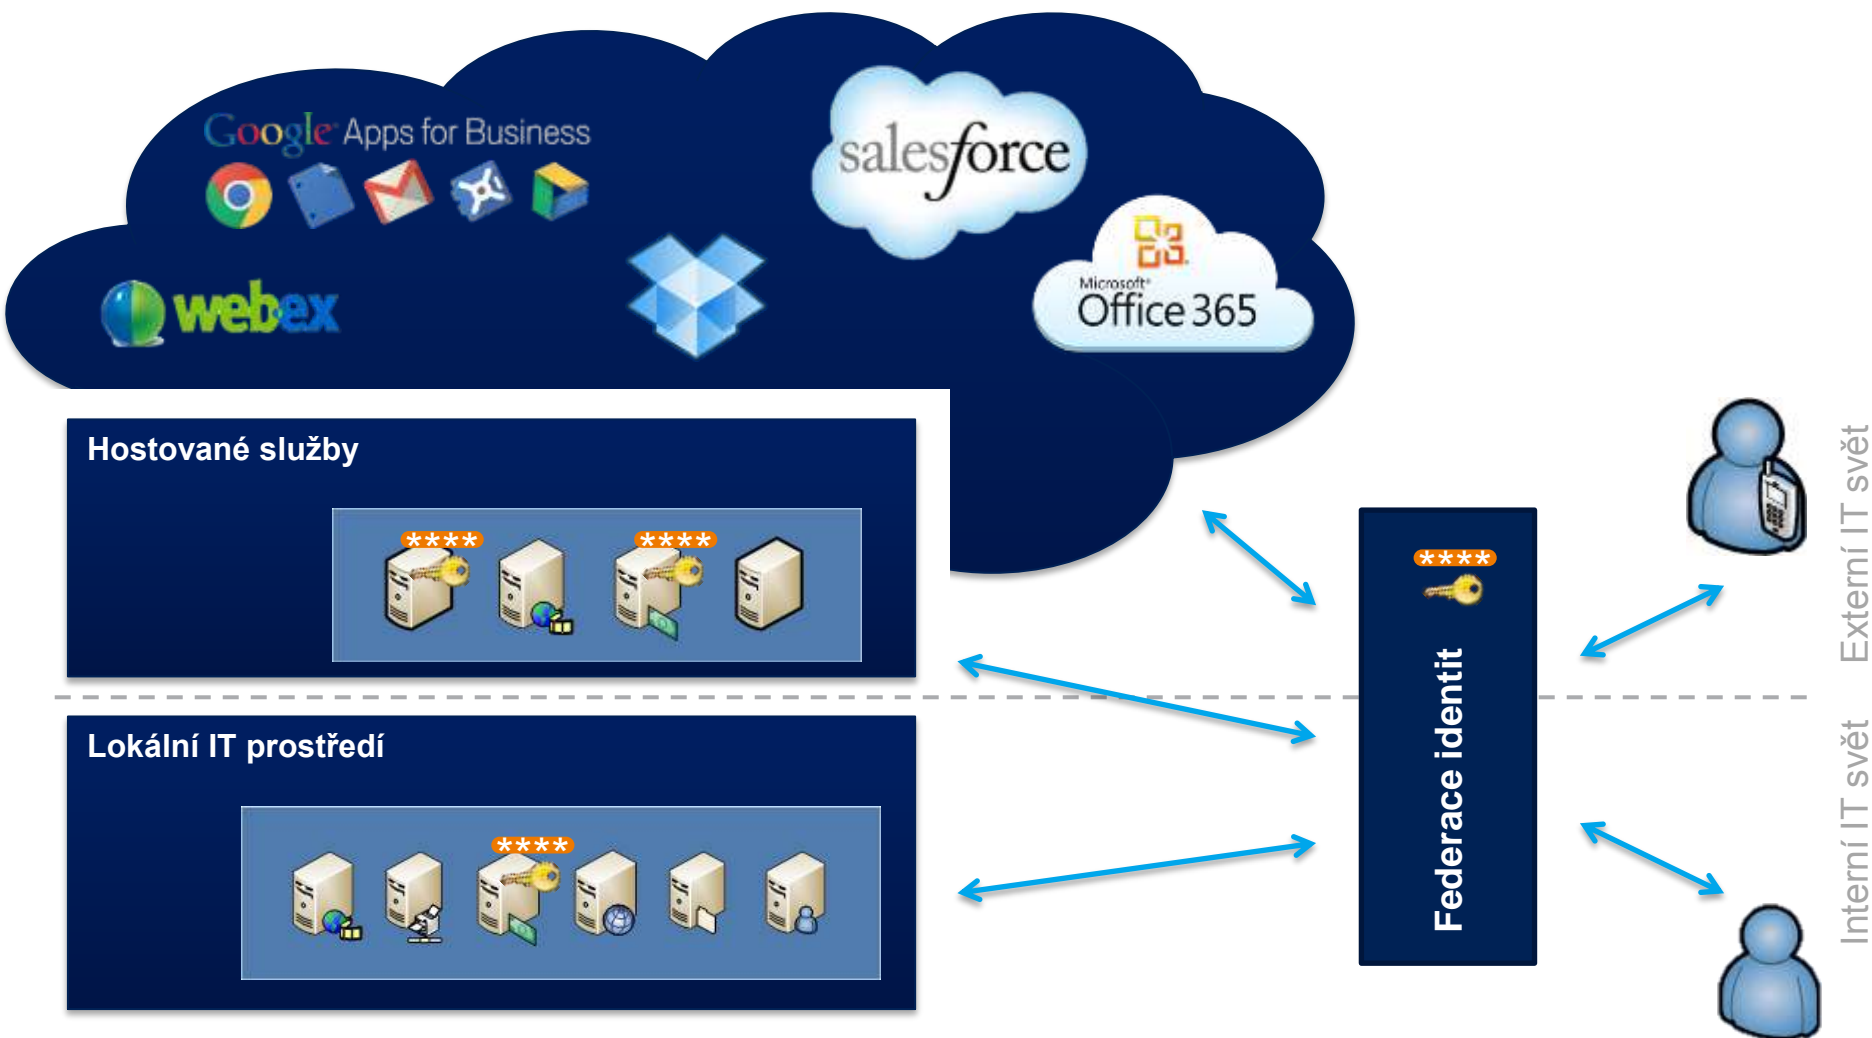 Google Apps for Business
salesforce
webex
Microsoft®
Office 365
Hostované služby
****
****
****
Federace identit
Externí IT svět
Lokální IT prostředí
****
Interní IT svět